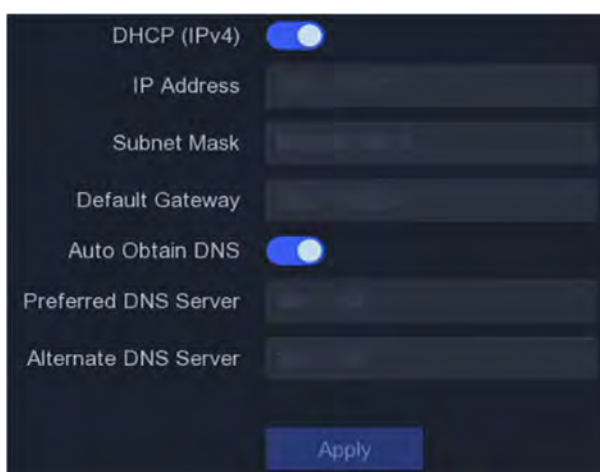 DHCP (IPv4)
IP Address
Subnet Mask
Default Gateway
Auto Obtain DNS
Preferred DNS Server
Alternate DNS Server
Apply